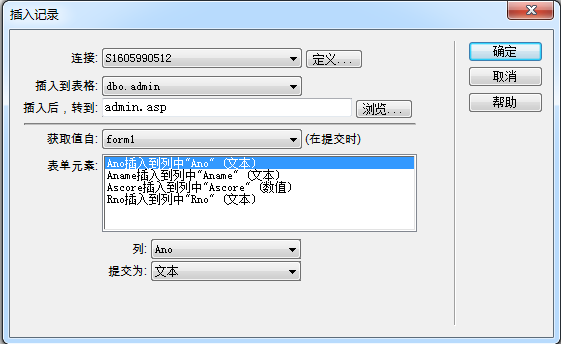 插入记录
连接: S1605990512 定义... 确定
插入到表格: dbo.admin 取消
插入后，转到: admin.asp 浏览... 帮助
获取值自: form1 (在提交时)
表单元素: Ano插入到列中"Ano" (文本)
Aname插入到列中"Aname" (文本)
Ascore插入到列中"Ascore" (数值)
Rno插入到列中"Rno" (文本)
列: Ano
提交为: 文本